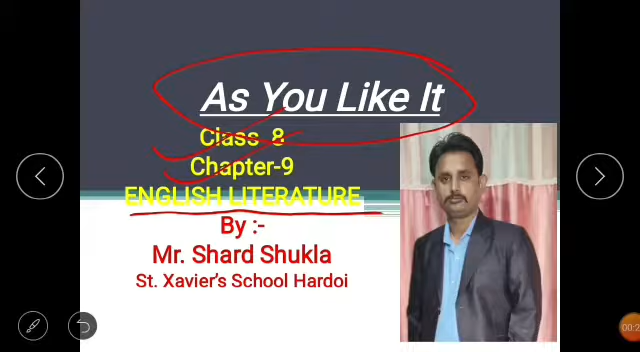 As You Like It
Class 8
Chapter-9
ENGLISH LITERATURE
By :-
Mr. Shard Shukla
St. Xavier's School Hardoi